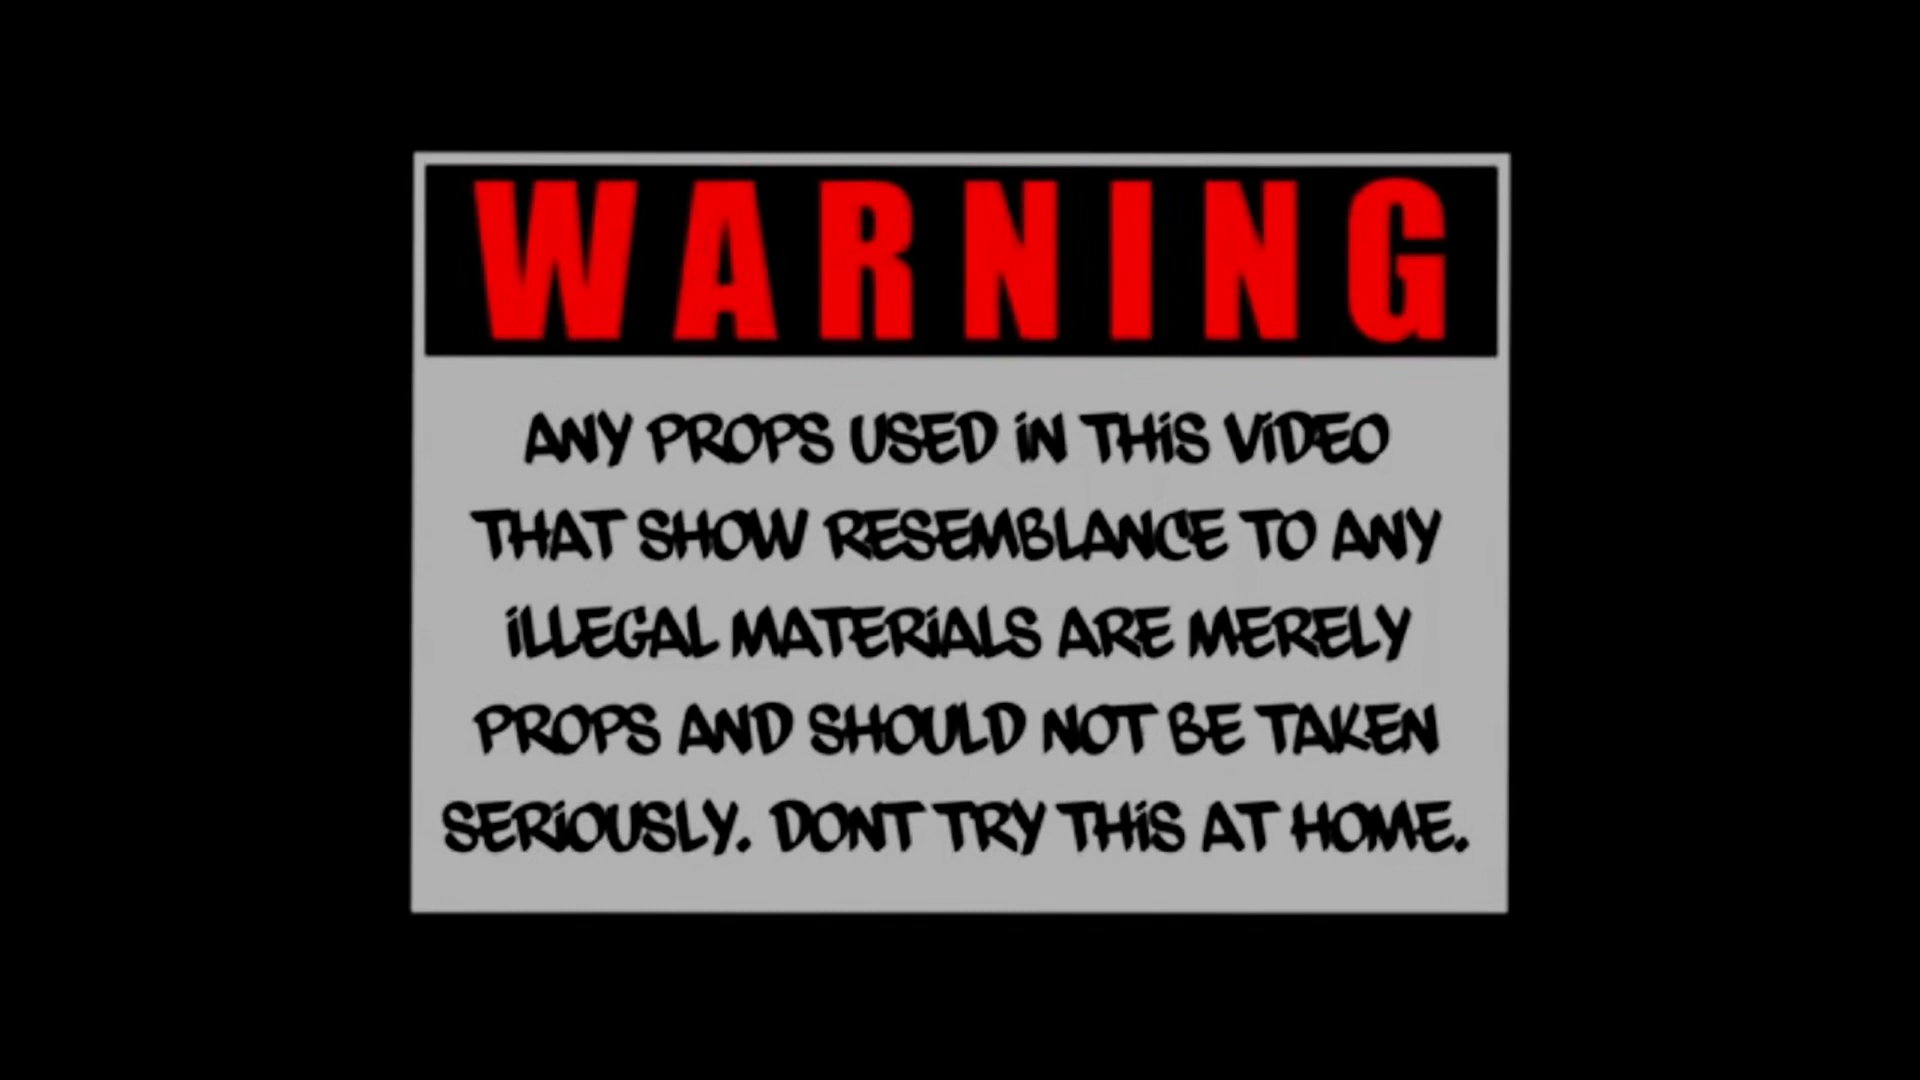 WARNING
ANY PROPS USED iN THiS ViDEO
THAT SHOW RESEMBLANCE TO ANY
iLLEGAL MATERiALS ARE MERELY
PROPS AND SHOULD NOT BE TAKEN
SERiOUSLY. DONT TRY THiS AT HOME.